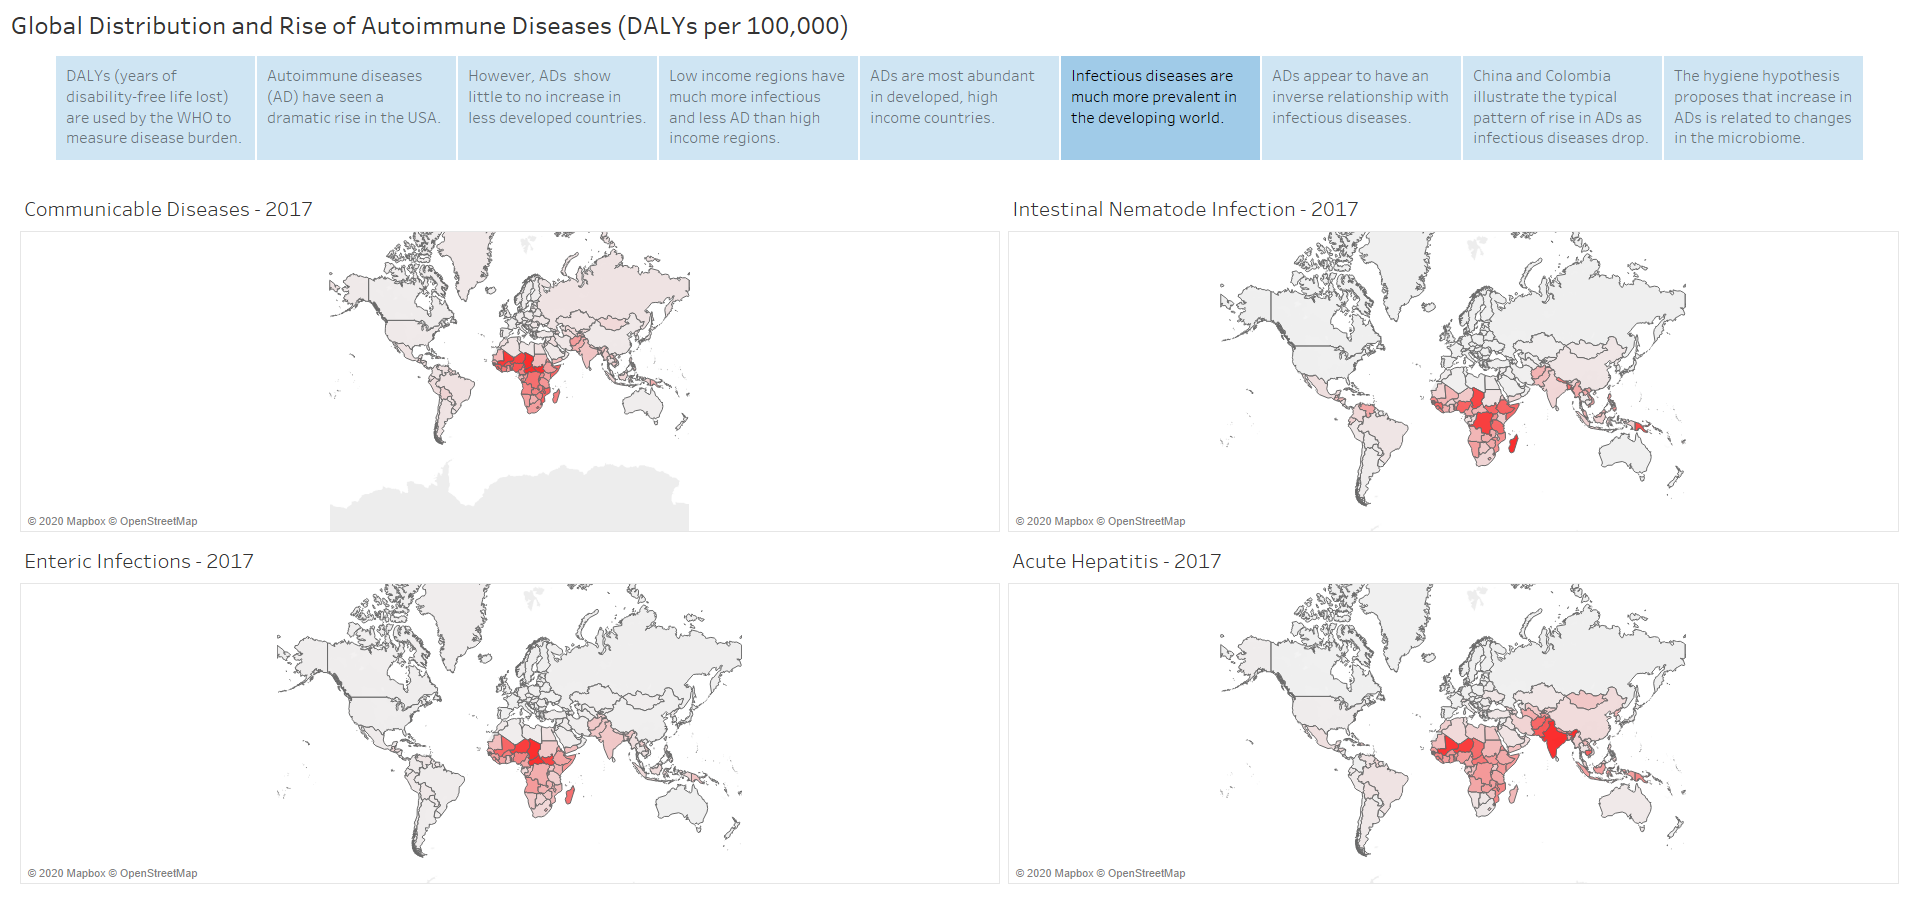 Global Distribution and Rise of Autoimmune Diseases (DALYs per 100,000)
DALYs (years of
disability-free life lost)
are used by the WHO to
measure disease burden.
Autoimmune diseases
(AD) have seen a
dramatic rise in the USA.
However, ADs show
little to no increase in
less developed countries.
Low income regions have
much more infectious
and less AD than high
income regions.
ADs are most abundant
in developed, high
income countries.
Infectious diseases are
much more prevalent in
the developing world.
ADs appear to have an
inverse relationship with
infectious diseases.
China and Colombia
illustrate the typical
pattern of rise in ADs as
infectious diseases drop.
The hygiene hypothesis
proposes that increase in
ADs is related to changes
in the microbiome.
Communicable Diseases - 2017
© 2020 Mapbox © OpenStreetMap
Intestinal Nematode Infection - 2017
© 2020 Mapbox © OpenStreetMap
Enteric Infections - 2017
© 2020 Mapbox © OpenStreetMap
Acute Hepatitis - 2017
© 2020 Mapbox © OpenStreetMap